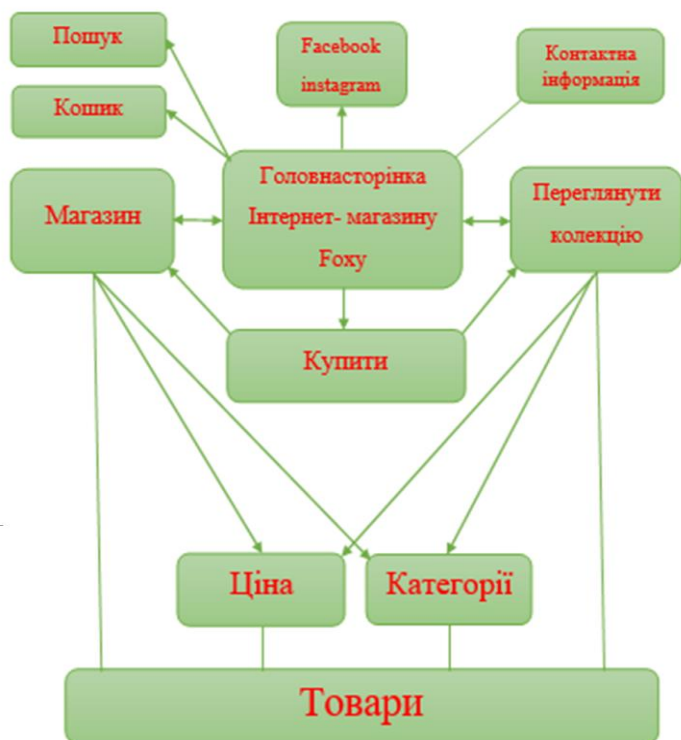 Пошук
Facebook
instagram
Контактна
інформація
Кошик
Магазин
Головнасторінка
Інтернет- магазину
Foxy
Переглянути
колекцію
Купити
Ціна
Категорії
Товари